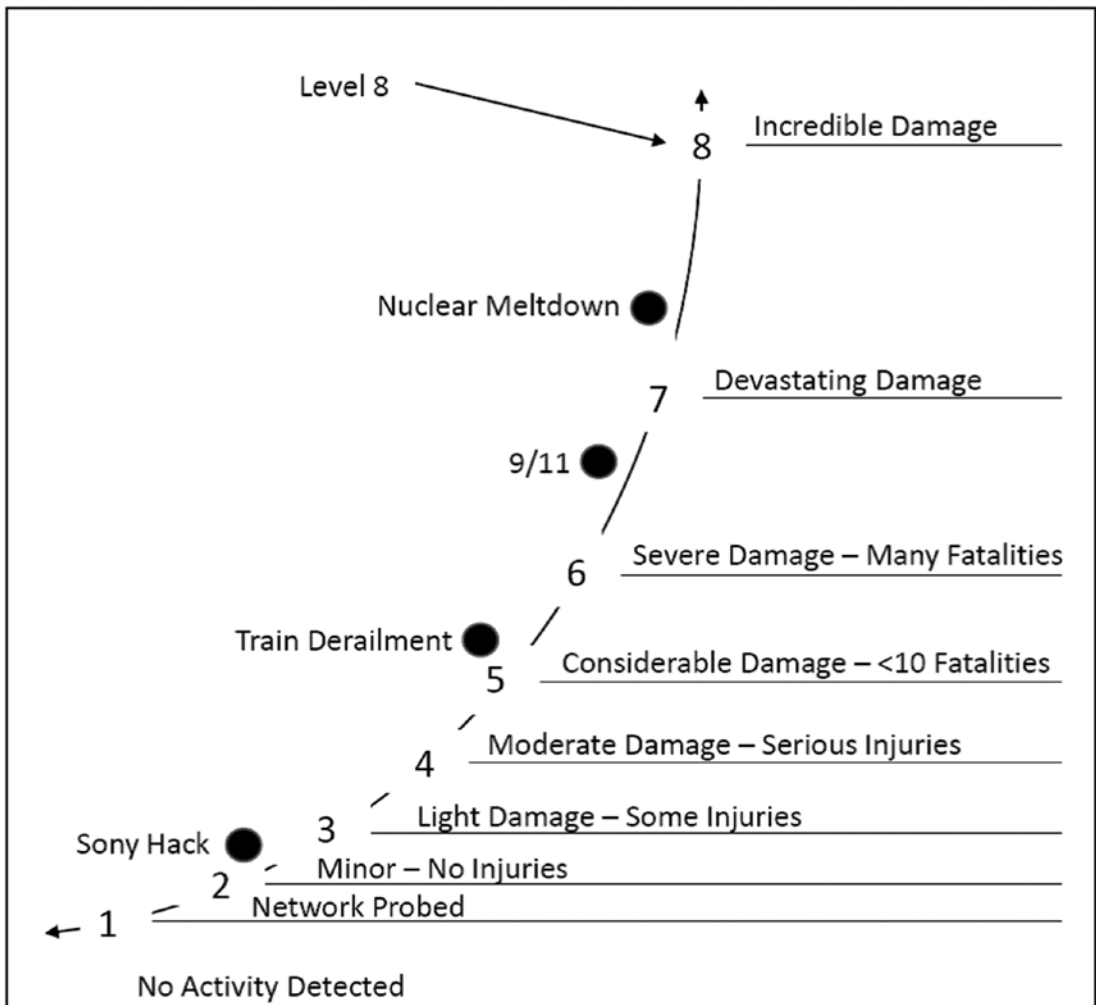 Level 8
8 Incredible Damage
Nuclear Meltdown
7 Devastating Damage
9/11
6 Severe Damage – Many Fatalities
Train Derailment
5 Considerable Damage – <10 Fatalities
4 Moderate Damage – Serious Injuries
3 Light Damage – Some Injuries
Sony Hack
2 Minor – No Injuries
1 Network Probed
No Activity Detected